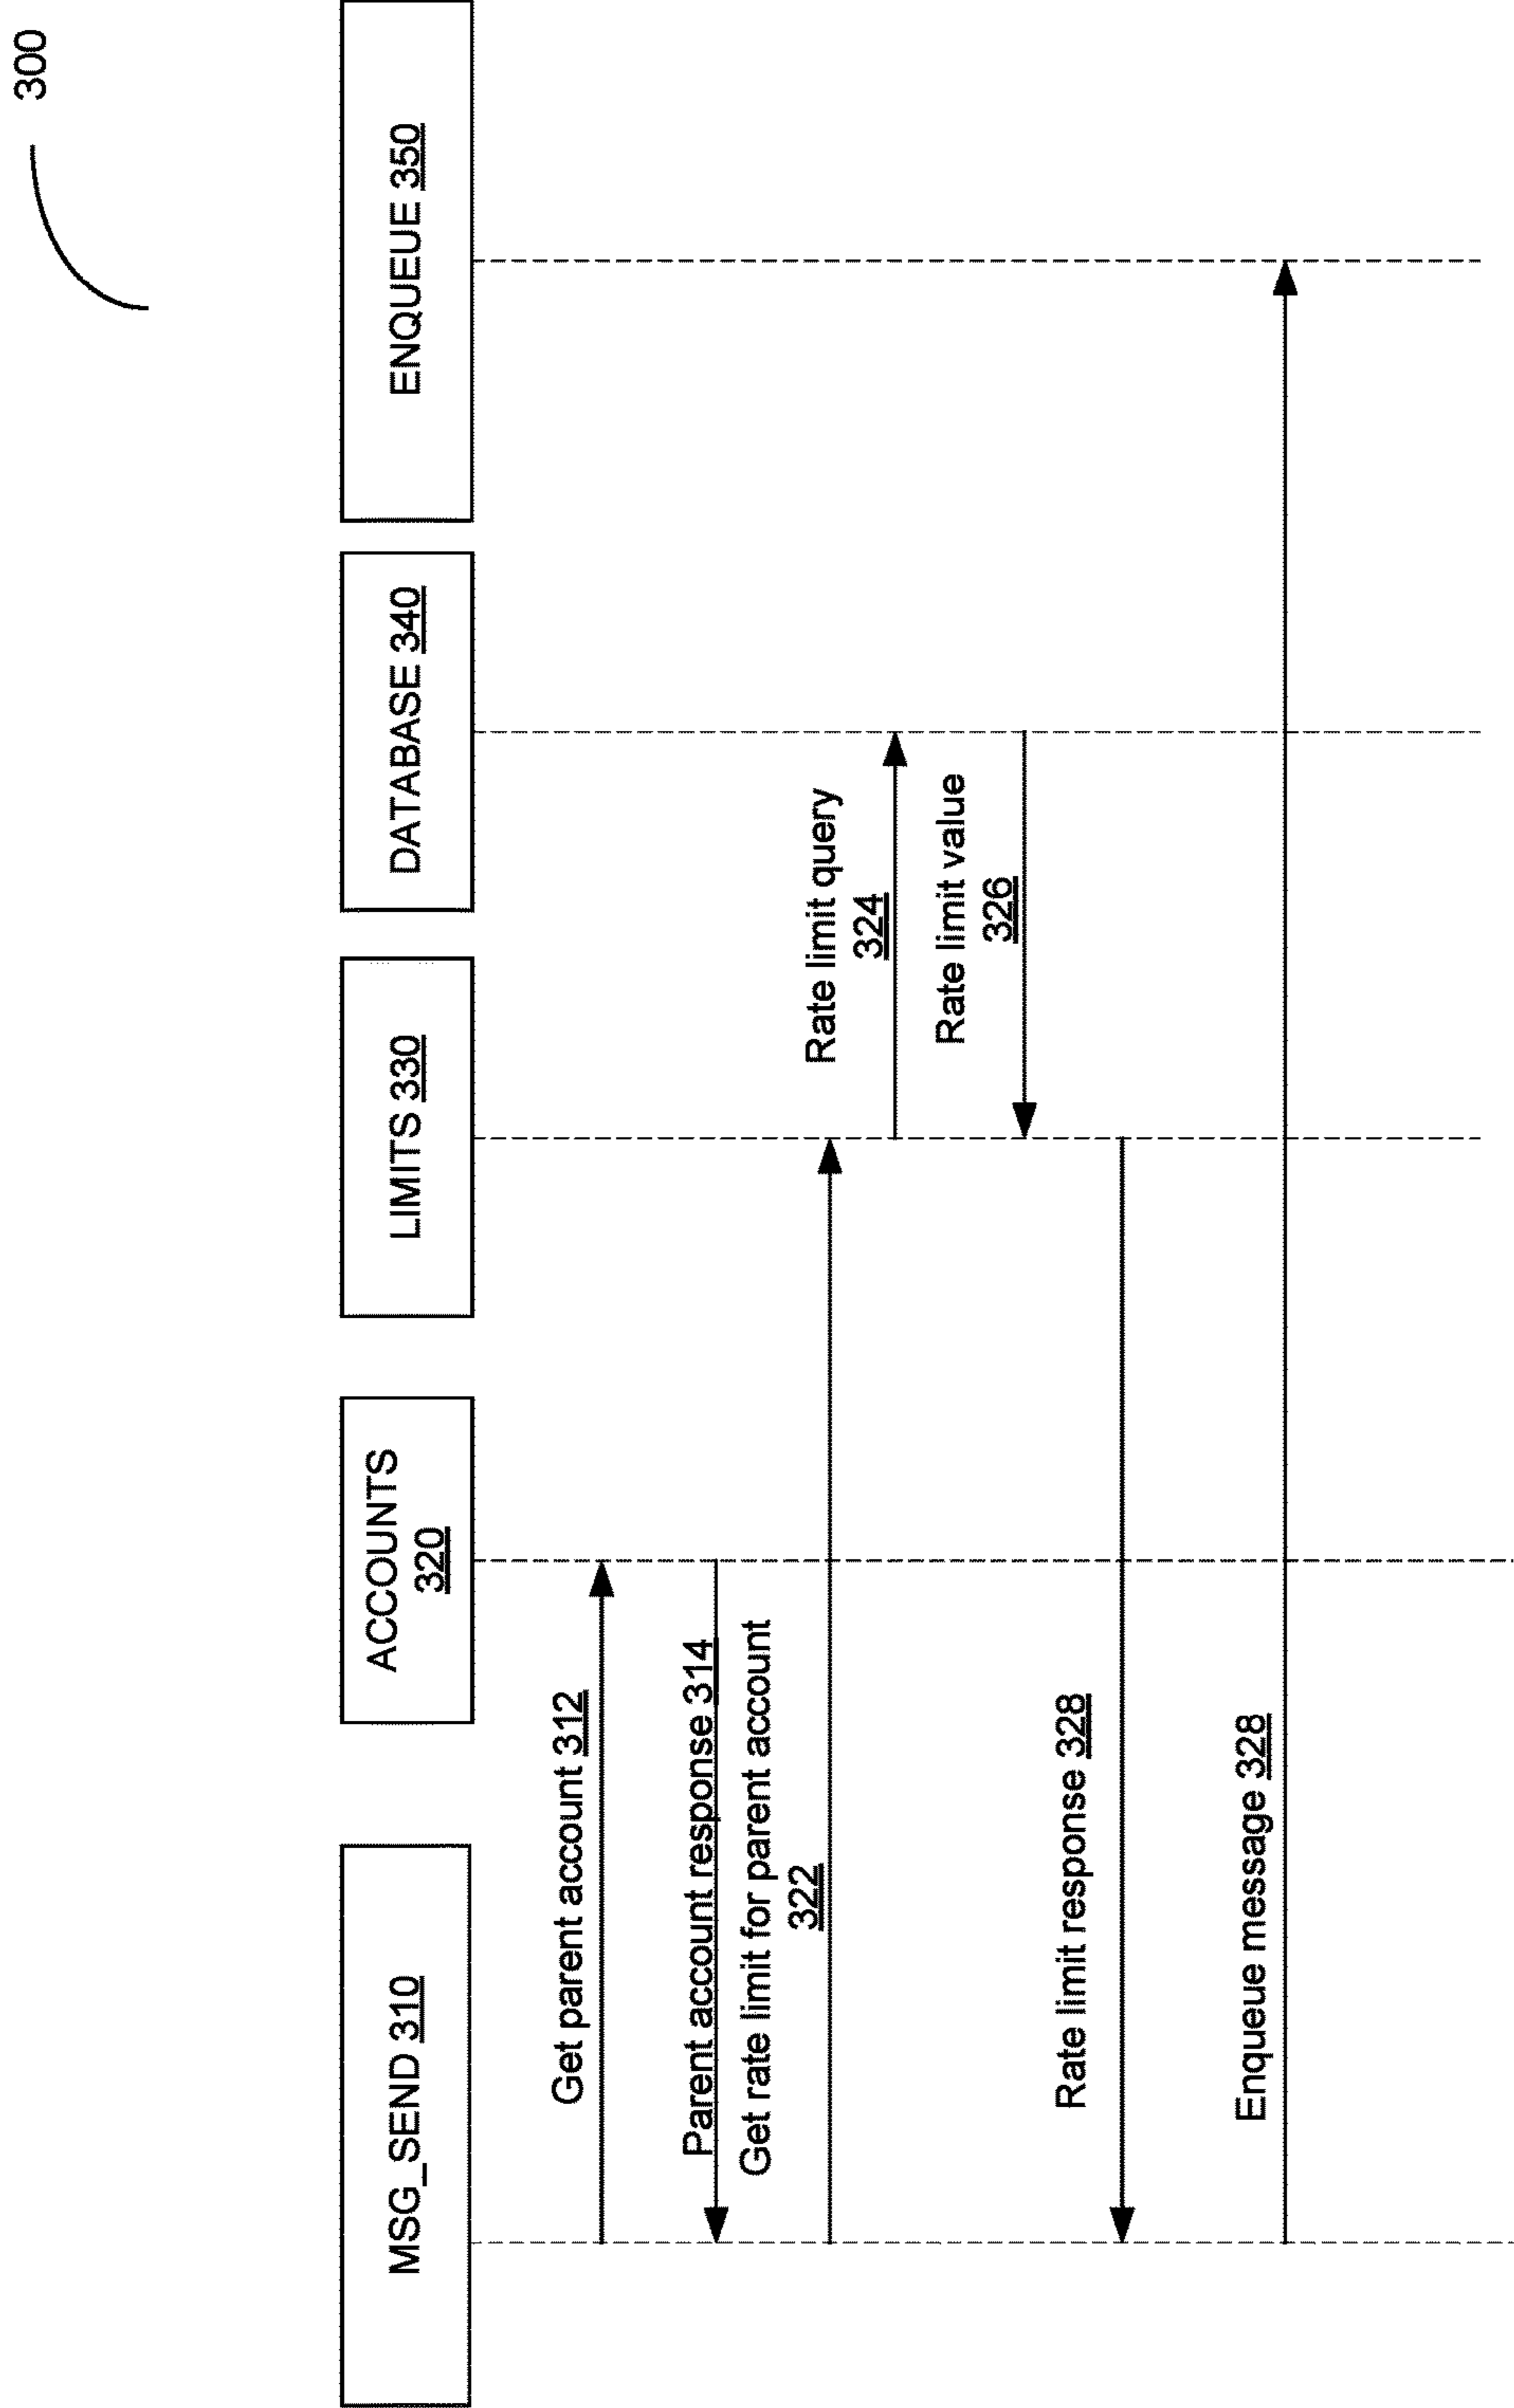 300
MSG_SEND 310
ACCOUNTS
320
LIMITS 330
DATABASE 340
ENQUEUE 350
Get parent account 312
Parent account response 314
Get rate limit for parent account
322
Rate limit query
324
Rate limit value
326
Rate limit response 328
Enqueue message 328